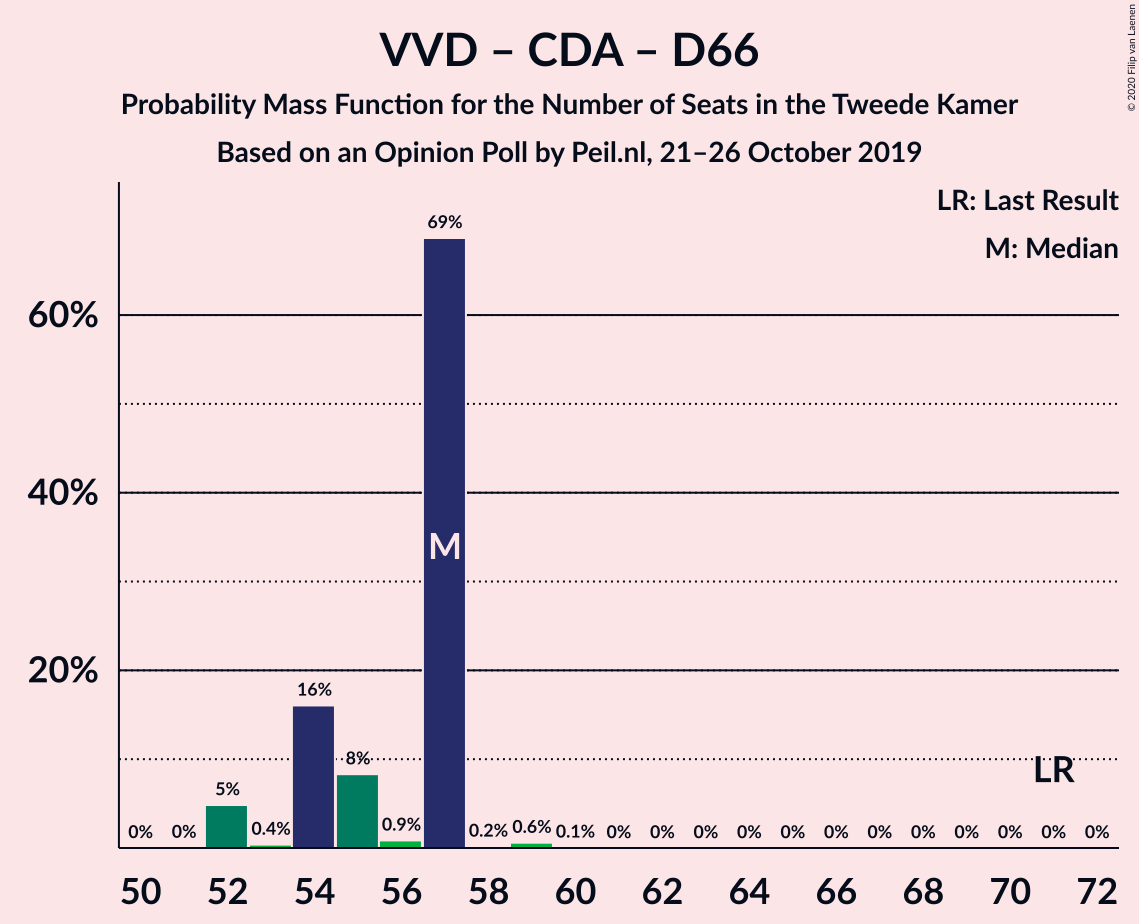 VVD – CDA – D66
Probability Mass Function for the Number of Seats in the Tweede Kamer
Based on an Opinion Poll by Peil.nl, 21–26 October 2019
© 2020 Filip van Laenen
LR: Last Result
M: Median
69%
60%
M
40%
20%
16%
8%
LR
5%
0% 0% 0.4% 0.9% 0.2% 0.6% 0.1% 0% 0% 0% 0% 0% 0% 0% 0% 0% 0% 0% 0%
50 52 54 56 58 60 62 64 66 68 70 72